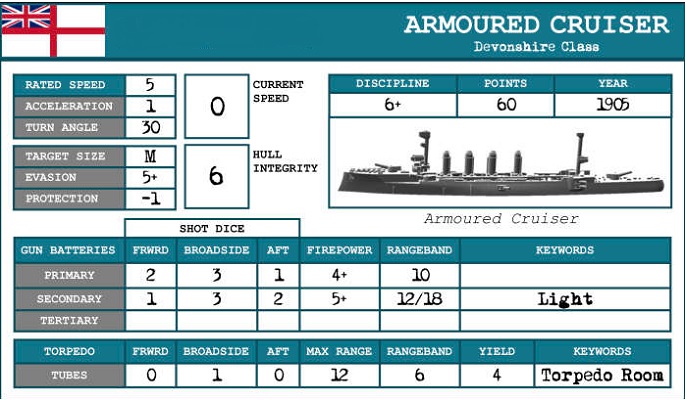 ARMOURED CRUISER
Devonshire Class
RATED SPEED 5
ACCELERATION 1
TURN ANGLE 30
0 CURRENT SPEED
TARGET SIZE M
EVASION 5+
PROTECTION -1
6 HULL INTEGRITY
DISCIPLINE POINTS YEAR
6+ 60 1905
Armoured Cruiser
SHOT DICE
GUN BATTERIES FRWRD BROADSIDE AFT FIREPOWER RANGEBAND KEYWORDS
PRIMARY 2 3 1 4+ 10
SECONDARY 1 3 2 5+ 12/18 Light
TERTIARY
TORPEDO FRWRD BROADSIDE AFT MAX RANGE RANGEBAND YIELD KEYWORDS
TUBES 0 1 0 12 6 4 Torpedo Room